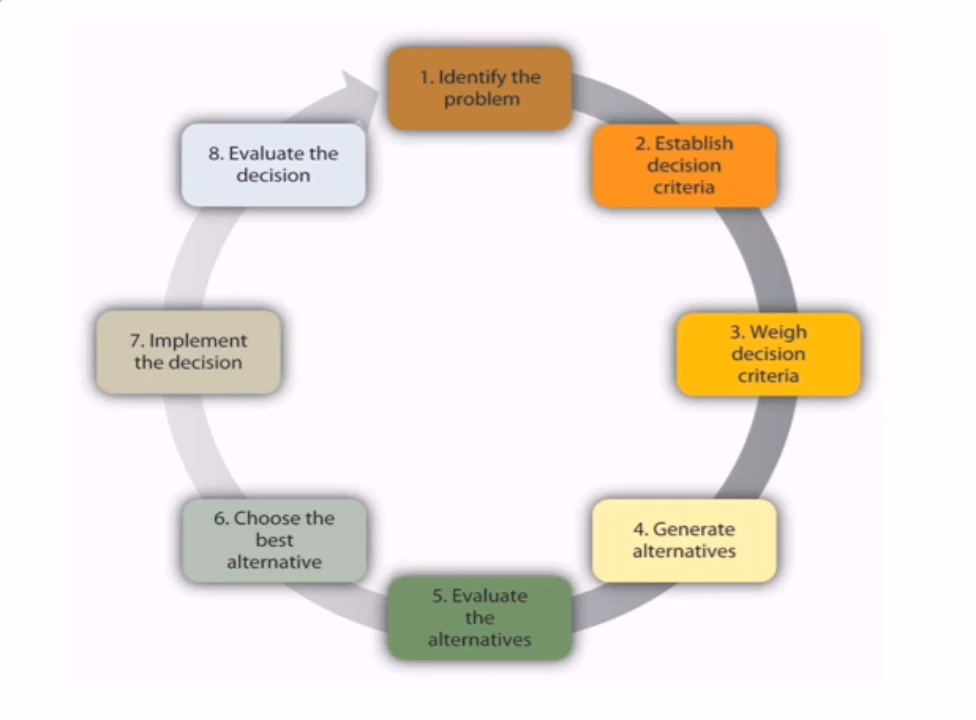 1. Identify the
problem
2. Establish
decision
criteria
3. Weigh
decision
criteria
4. Generate
alternatives
5. Evaluate
the
alternatives
6. Choose the
best
alternative
7. Implement
the decision
8. Evaluate the
decision